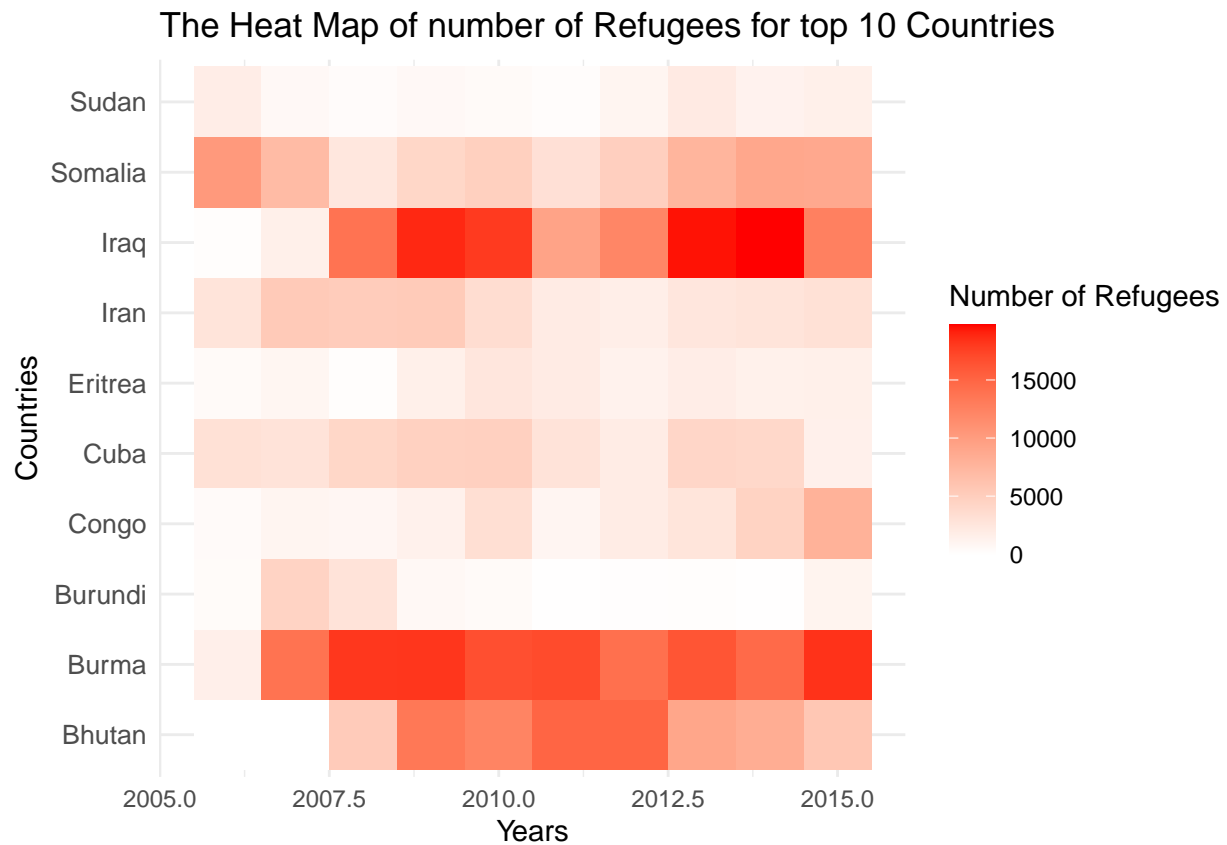 The Heat Map of number of Refugees for top 10 Countries
Sudan
Somalia
Iraq
Iran
Eritrea
Cuba
Congo
Burundi
Burma
Bhutan
Countries
2005.0 2007.5 2010.0 2012.5 2015.0
Years
Number of Refugees
15000
10000
5000
0